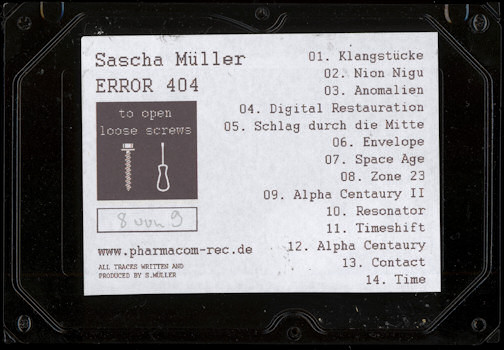 Sascha Müller
ERROR 404
to open
loose screws
8 von 9
www.pharmacom-rec.de
ALL TRACES WRITTEN AND
PRODUCED BY S.MÜLLER
01. Klangstücke
02. Nion Nigu
03. Anomalien
04. Digital Restauration
05. Schlag durch die Mitte
06. Envelope
07. Space Age
08. Zone 23
09. Alpha Centaury II
10. Resonator
11. Timeshift
12. Alpha Centaury
13. Contact
14. Time